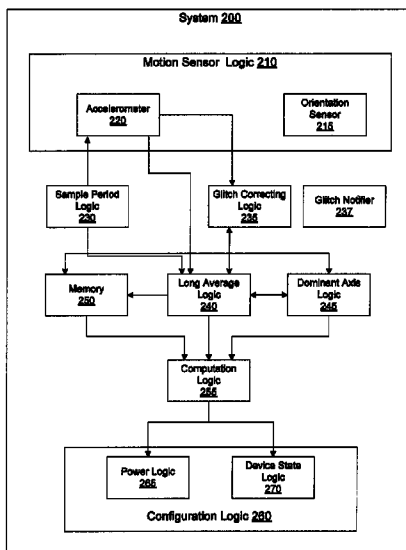 System 200
Motion Sensor Logic 210
Accelerometer
220
Orientation
Sensor
215
Sample Period
Logic
230
Glitch Correcting
Logic
235
Glitch Notifier
237
Memory
250
Long Average
Logic
240
Dominant Axis
Logic
245
Computation
Logic
255
Power Logic
265
Device State
Logic
270
Configuration Logic 260